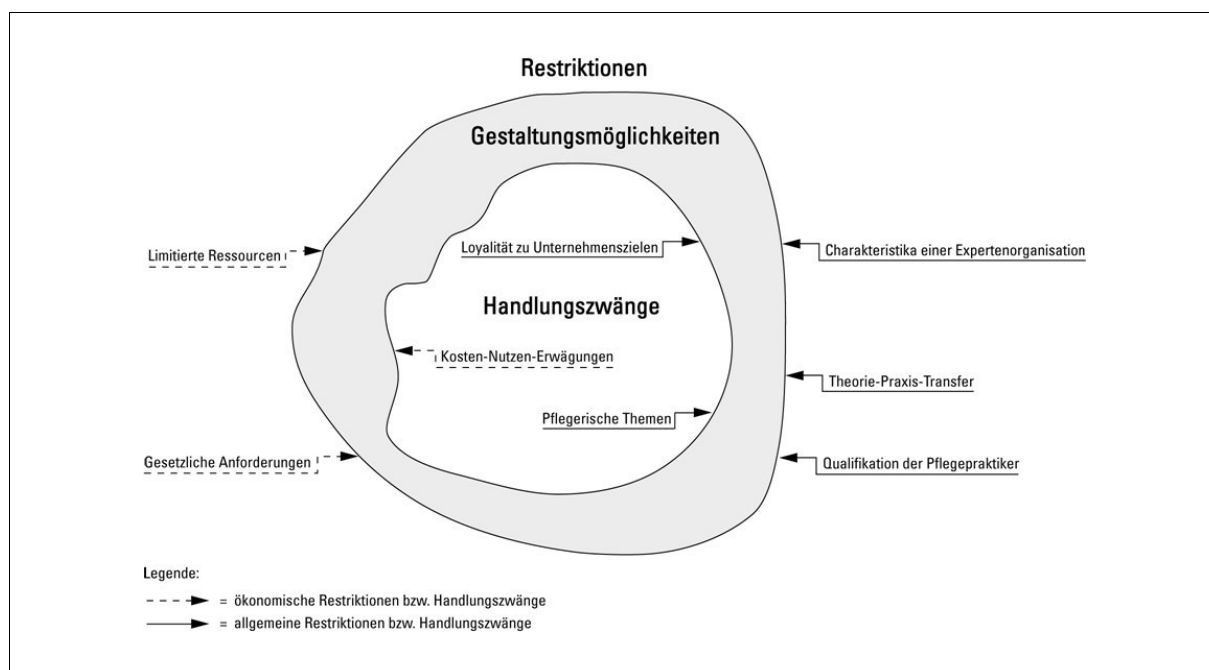 Restriktionen
Gestaltungsmöglichkeiten
Limitierte Ressourcen
Loyalität zu Unternehmenszielen
Charakteristika einer Expertenorganisation
Handlungszwänge
Kosten-Nutzen-Erwägungen
Theorie-Praxis-Transfer
Pflegerische Themen
Gesetzliche Anforderungen
Qualifikation der Pflegepraktiker
Legende:
= ökonomische Restriktionen bzw. Handlungszwänge
= allgemeine Restriktionen bzw. Handlungszwänge